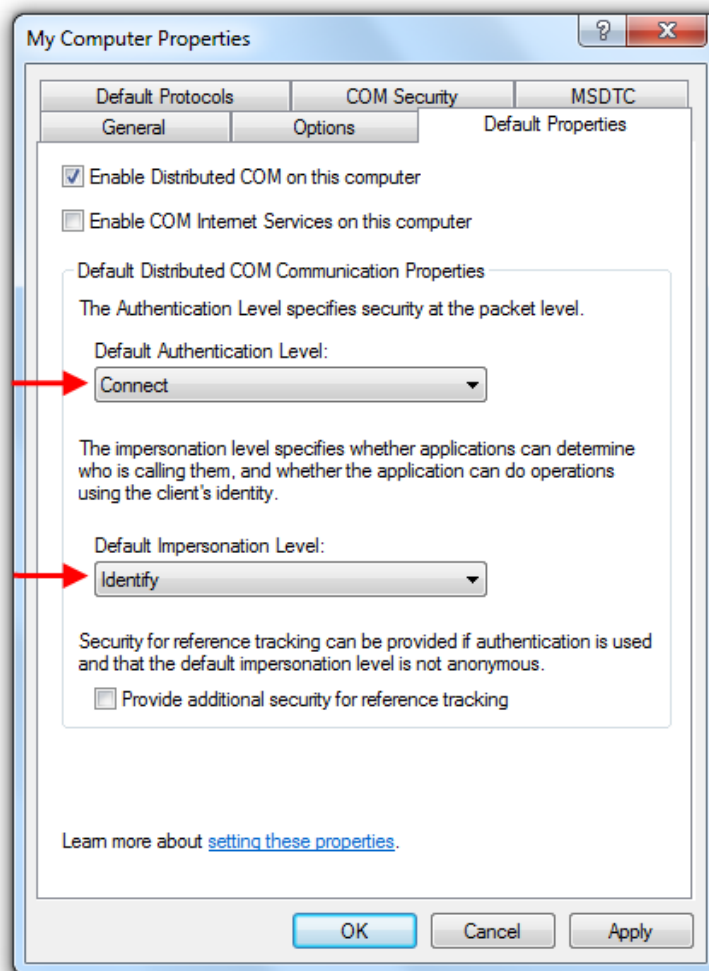 My Computer Properties
Default Protocols COM Security MSDTC
General Options Default Properties
Enable Distributed COM on this computer
Enable COM Internet Services on this computer
Default Distributed COM Communication Properties
The Authentication Level specifies security at the packet level.
Default Authentication Level:
Connect
The impersonation level specifies whether applications can determine
who is calling them, and whether the application can do operations
using the client's identity.
Default Impersonation Level:
Identify
Security for reference tracking can be provided if authentication is used
and that the default impersonation level is not anonymous.
Provide additional security for reference tracking
Learn more about setting these properties.
OK Cancel Apply